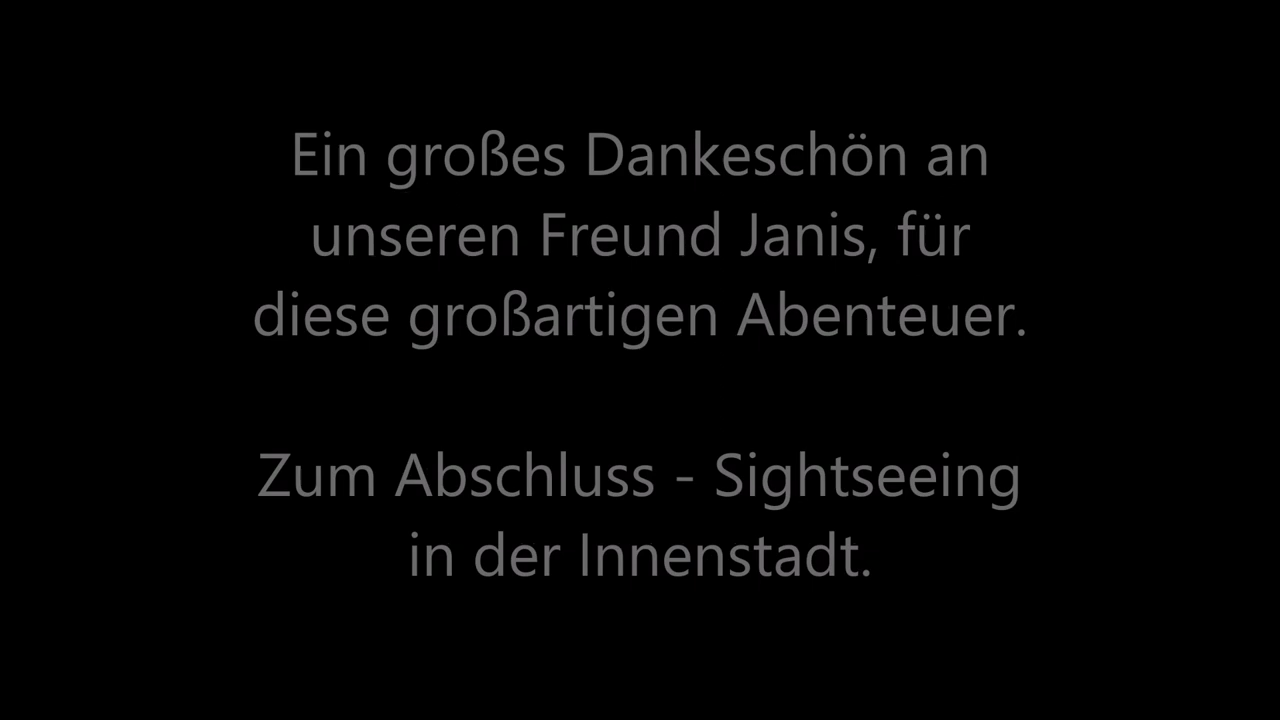 Ein großes Dankeschön an
unseren Freund Janis, für
diese großartigen Abenteuer.
Zum Abschluss - Sightseeing
in der Innenstadt.